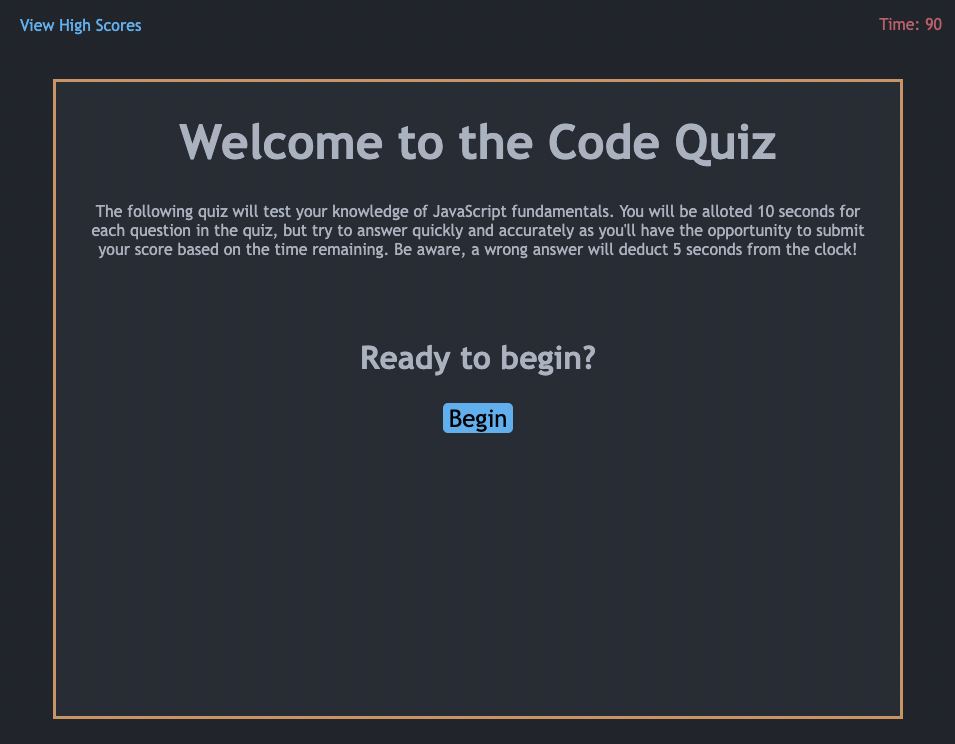 View High Scores
Time: 90
Welcome to the Code Quiz
The following quiz will test your knowledge of JavaScript fundamentals. You will be alloted 10 seconds for
each question in the quiz, but try to answer quickly and accurately as you'll have the opportunity to submit
your score based on the time remaining. Be aware, a wrong answer will deduct 5 seconds from the clock!
Ready to begin?
Begin